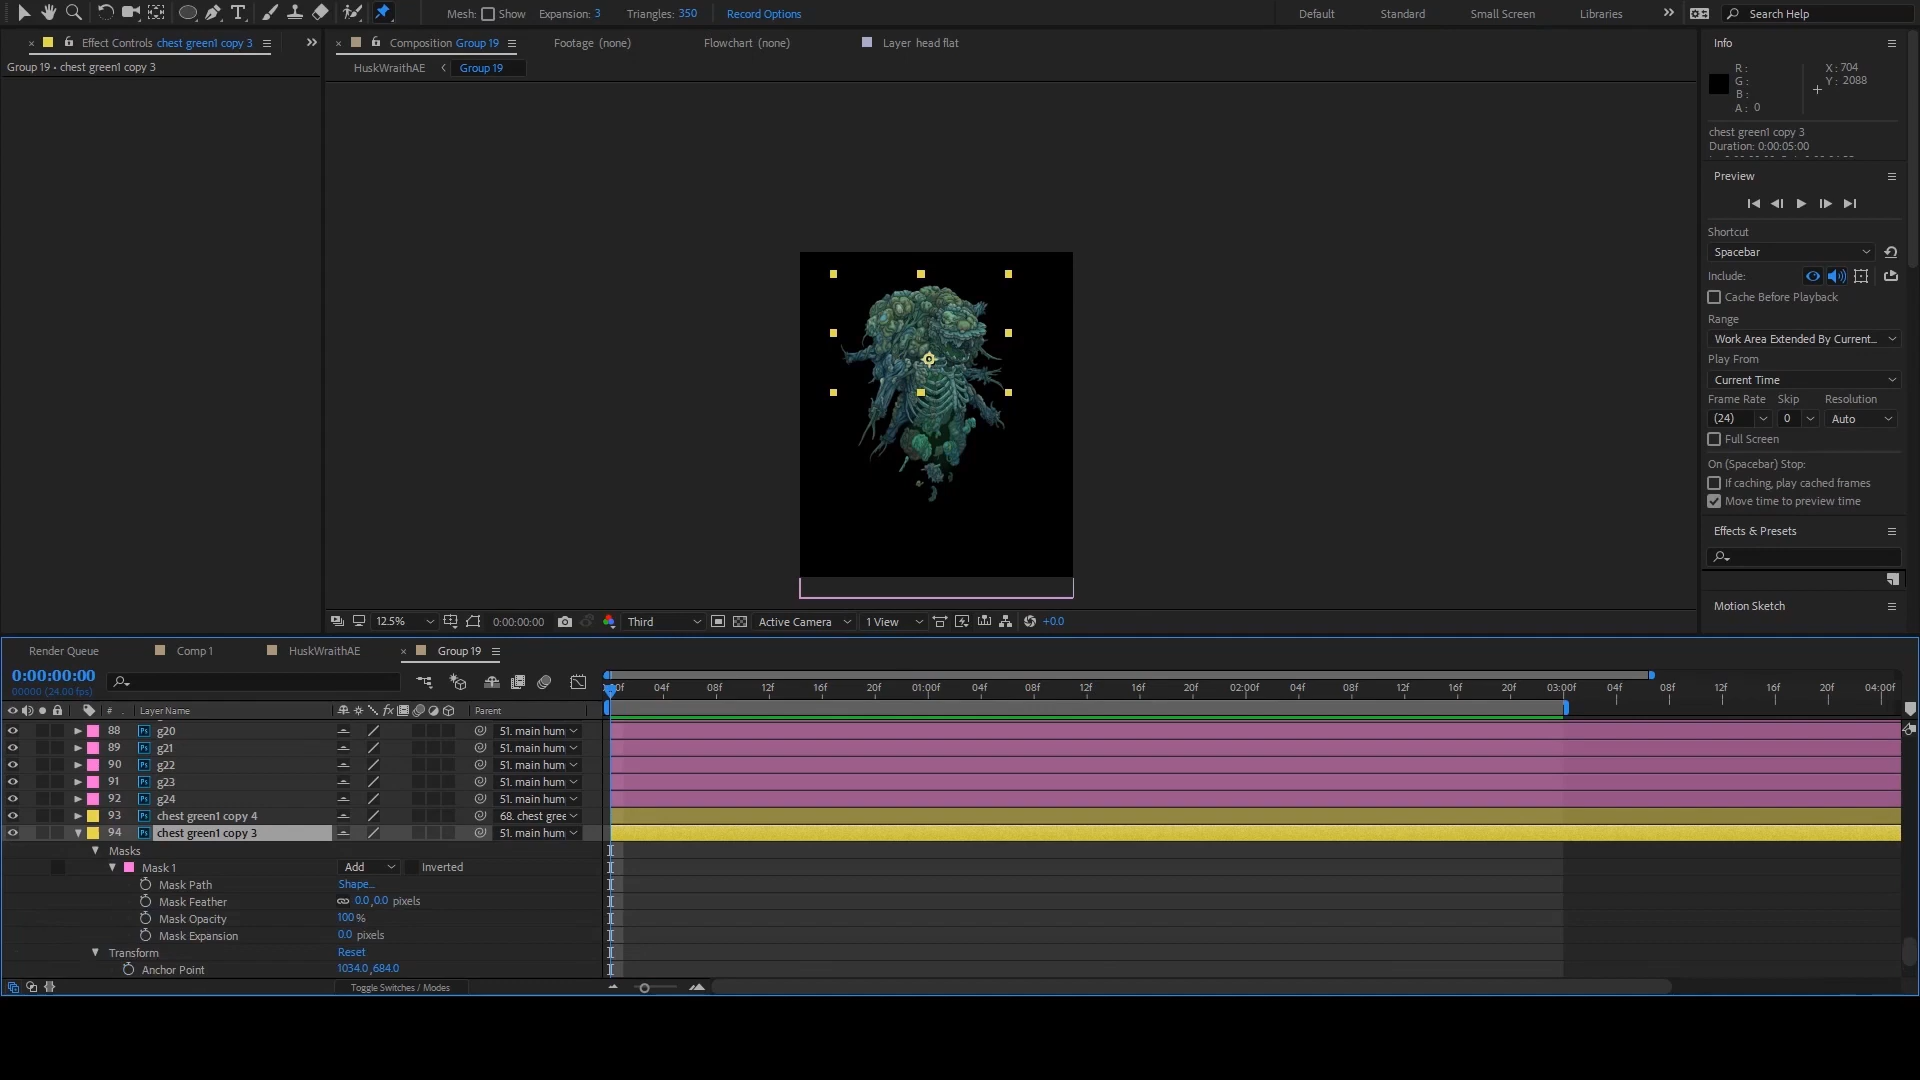 Mesh: Show Expansion: 3 Triangles: 350 Record Options Default Standard Small Screen Libraries Search Help
Effect Controls chest green1 copy 3
Composition Group 19
Footage (none)
Flowchart (none)
Layer head flat
Info
Group 19 • chest green1 copy 3
HuskWraithAE Group 19
R :
G :
B :
A : 0
X : 704
Y : 2088
chest green1 copy 3
Duration: 0:00:05:00
Preview
Shortcut
Spacebar
Include:
Cache Before Playback
Range
Work Area Extended By Current...
Play From
Current Time
Frame Rate Skip Resolution
(24) 0 Auto
Full Screen
On (Spacebar) Stop:
If caching, play cached frames
Move time to preview time
Effects & Presets
Motion Sketch
12.5% 0:00:00:00 Third Active Camera 1 View +0.0
Render Queue Comp 1 HuskWraithAE Group 19
0:00:00:00
00000 (24.00 fps)
04f 08f 12f 16f 20f 01:00f 04f 08f 12f 16f 20f 02:00f 04f 08f 12f 16f 20f 03:00f 04f 08f 12f 16f 20f 04:00f
# Layer Name fx Parent
88 Ps g20 51. main hum
89 Ps g21 51. main hum
90 Ps g22 51. main hum
91 Ps g23 51. main hum
92 Ps g24 51. main hum
93 Ps chest green1 copy 4 68. chest gree
94 Ps chest green1 copy 3 51. main hum
Masks
Mask 1 Add Inverted
Mask Path Shape...
Mask Feather 0.0,0.0 pixels
Mask Opacity 100 %
Mask Expansion 0.0 pixels
Transform Reset
Anchor Point 1034.0,684.0
Toggle Switches / Modes